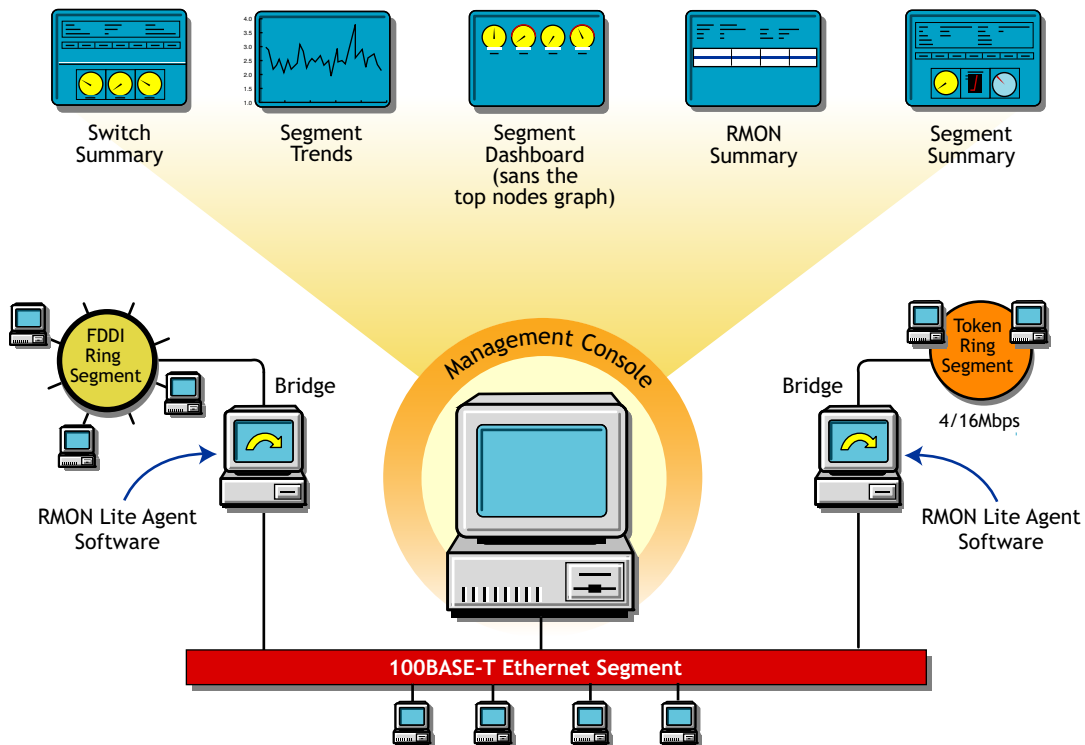 4.0
3.5
3.0
2.5
2.0
1.5
1.0
Switch
Summary
Segment
Trends
Segment
Dashboard
(sans the
top nodes graph)
RMON
Summary
Segment
Summary
Management Console
FDDI
Ring
Segment
Bridge
RMON Lite Agent
Software
Token
Ring
Segment
4/16Mbps
Bridge
RMON Lite Agent
Software
100BASE-T Ethernet Segment